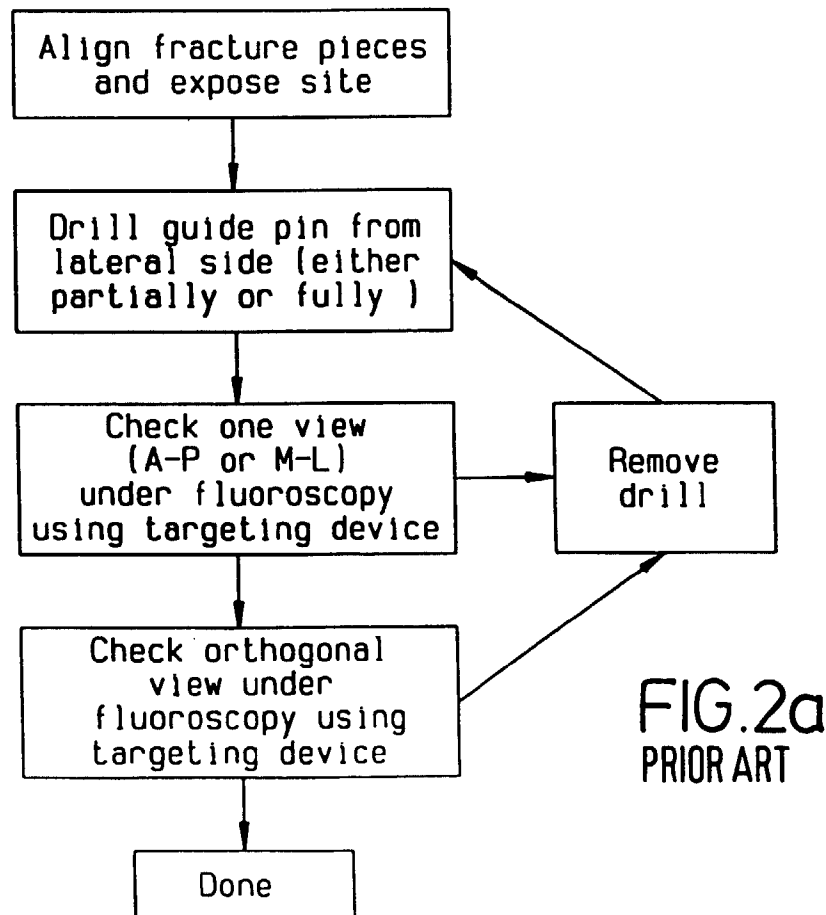 Align fracture pieces
and expose site
Drill guide pin from
lateral side (either
partially or fully )
Check one view
(A-P or M-L)
under fluoroscopy
using targeting device
Remove
drill
Check orthogonal
view under
fluoroscopy using
targeting device
Done
FIG.2a
PRIOR ART